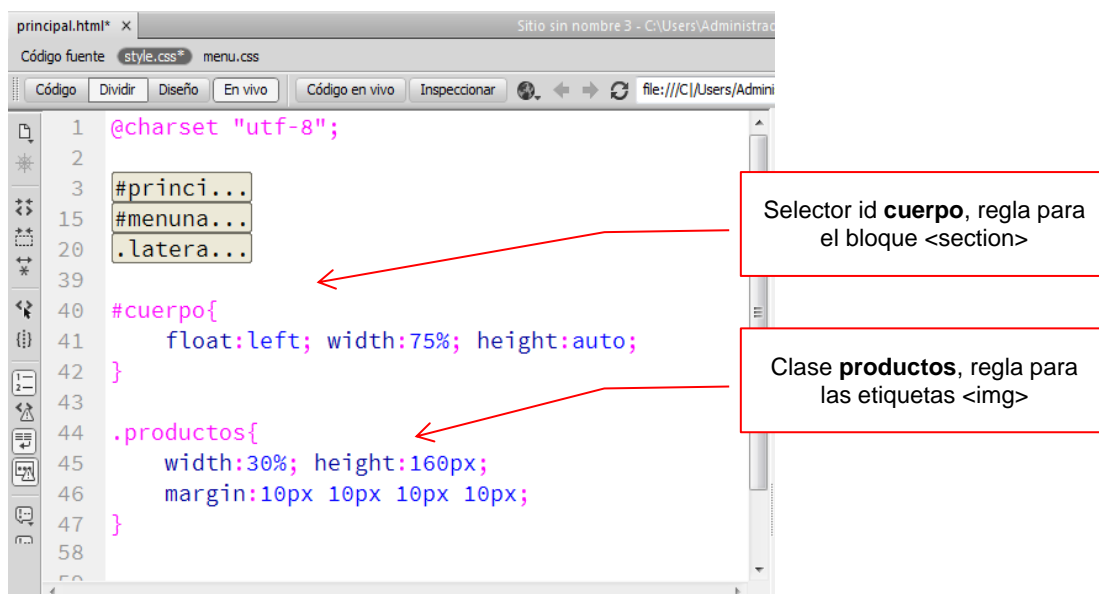 principal.html* × Sitio sin nombre 3 - C:\Users\Administrac
Código fuente style.css* menu.css
Código Dividir Diseño En vivo Código en vivo Inspeccionar file:///C|/Users/Admini
1 @charset "utf-8";
2
3 #princi...
15 #menuna...
20 .latera...
39
40 #cuerpo{
41 float:left; width:75%; height:auto;
42 }
43
44 .productos{
45 width:30%; height:160px;
46 margin:10px 10px 10px 10px;
47 }
58
Selector id cuerpo, regla para
el bloque <section>
Clase productos, regla para
las etiquetas <img>